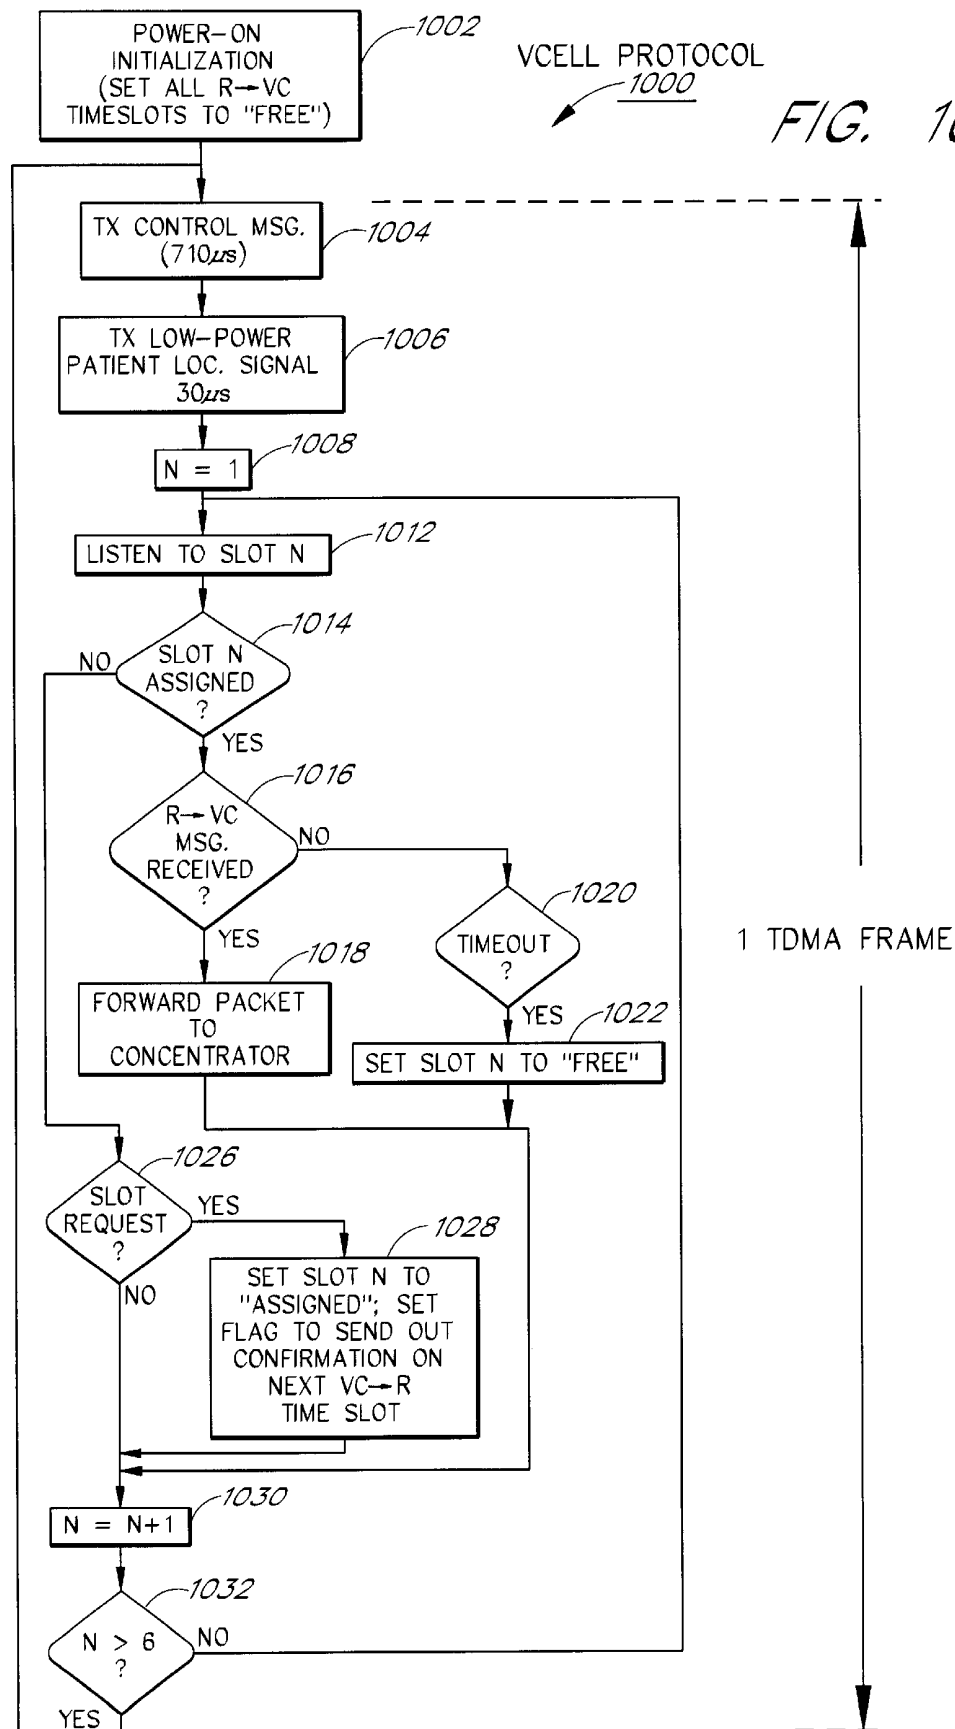 POWER-ON
INITIALIZATION
(SET ALL R→VC
TIMESLOTS TO "FREE")
1002
VCELL PROTOCOL
1000
FIG.
TX CONTROL MSG.
(710µs)
1004
TX LOW-POWER
PATIENT LOC. SIGNAL
30µs
1006
N = 1
1008
LISTEN TO SLOT N
1012
SLOT N
ASSIGNED
?
1014
NO
YES
R→VC
MSG.
RECEIVED
?
1016
NO
YES
TIMEOUT
?
1020
YES
1 TDMA FRAME
FORWARD PACKET
TO
CONCENTRATOR
1018
SET SLOT N TO "FREE"
1022
SLOT
REQUEST
?
1026
YES
NO
SET SLOT N TO
"ASSIGNED"; SET
FLAG TO SEND OUT
CONFIRMATION ON
NEXT VC→R
TIME SLOT
1028
N = N+1
1030
N > 6
?
1032
NO
YES